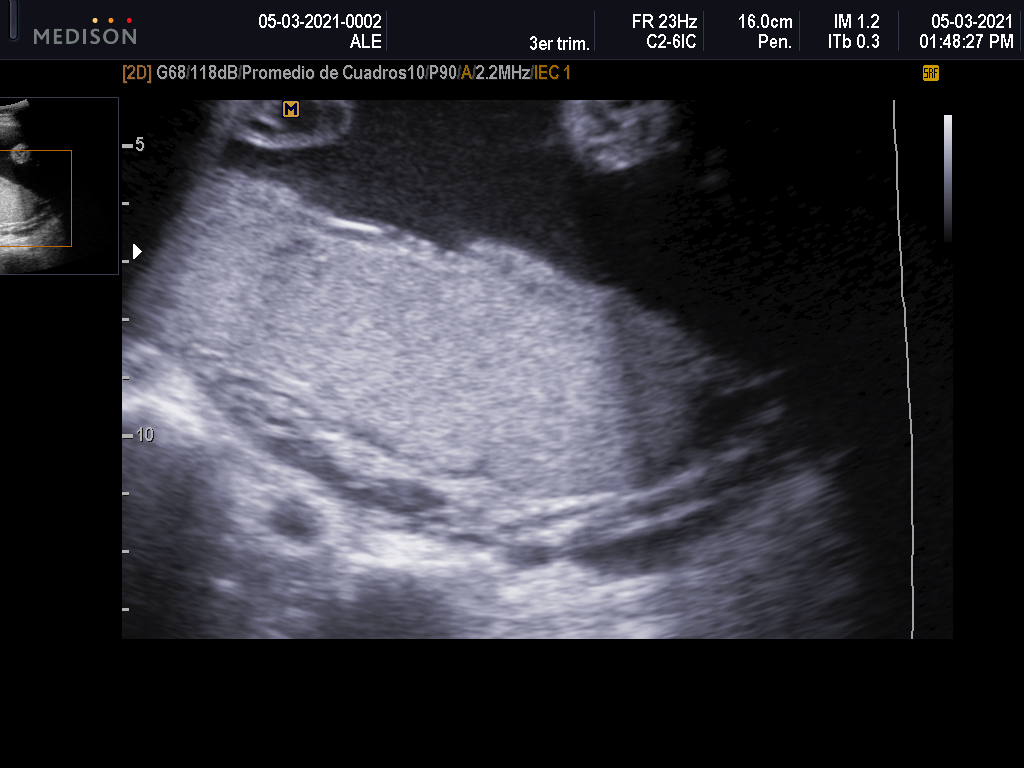 MEDISON
05-03-2021-0002
ALE
3er trim.
FR 23Hz
C2-6IC
16.0cm
Pen.
IM 1.2
ITb 0.3
05-03-2021
01:48:27 PM
[2D] G68/118dB/Promedio de Cuadros10/P90/A/2.2MHz/IEC 1
SRF
M
5
10